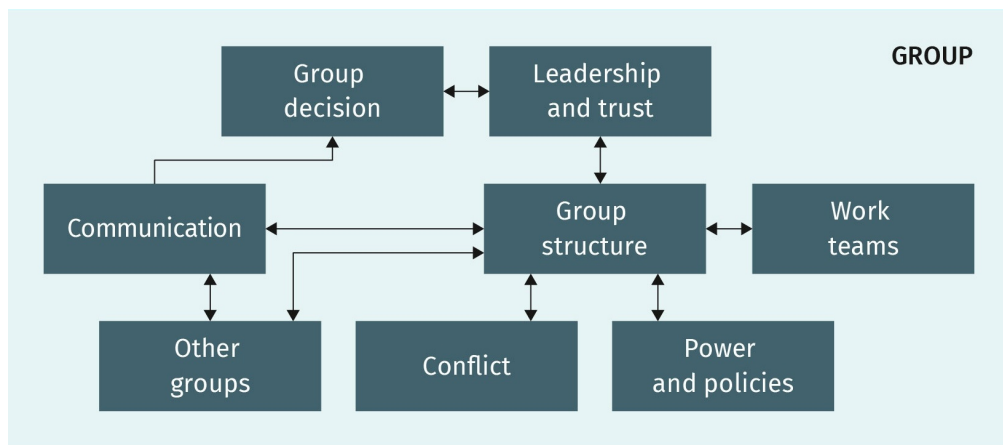 GROUP
Group
decision
Leadership
and trust
Communication
Group
structure
Work
teams
Other
groups
Conflict
Power
and policies